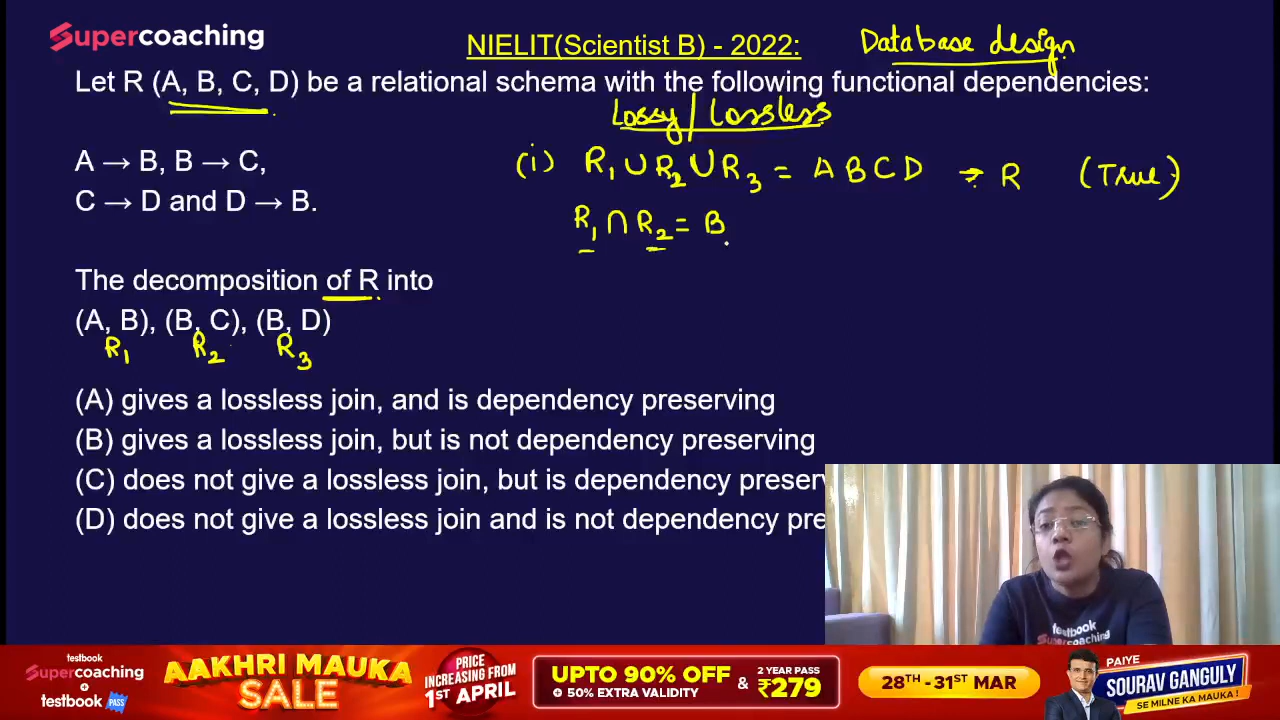 Supercoaching
NIELIT(Scientist B) - 2022:
Database design
Let R (A, B, C, D) be a relational schema with the following functional dependencies:
Lossy / Lossless
A → B, B → C,
(i) R1 ∪ R2 ∪ R3 = A B C D → R (True)
C → D and D → B.
R1 ∩ R2 = B
The decomposition of R into
(A, B), (B, C), (B, D)
R1 R2 R3
(A) gives a lossless join, and is dependency preserving
(B) gives a lossless join, but is not dependency preserving
(C) does not give a lossless join, but is dependency preserv
(D) does not give a lossless join and is not dependency pre
testbook
Supercoaching
testbook
Supercoaching
+
testbook PASS
AAKHRI MAUKA
SALE
PRICE
INCREASING FROM
1ST APRIL
UPTO 90% OFF
+ 50% EXTRA VALIDITY
&
2 YEAR PASS
₹279
28TH -31ST MAR
PAIYE
SOURAV GANGULY
SE MILNE KA MAUKA!